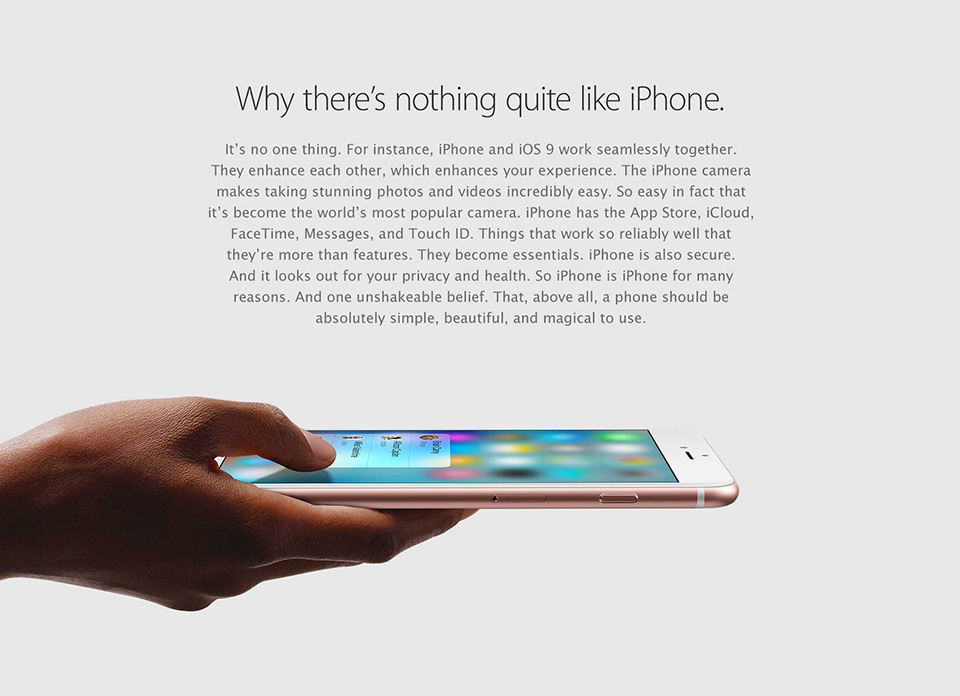 Why there’s nothing quite like iPhone.
It’s no one thing. For instance, iPhone and iOS 9 work seamlessly together.
They enhance each other, which enhances your experience. The iPhone camera
makes taking stunning photos and videos incredibly easy. So easy in fact that
it’s become the world’s most popular camera. iPhone has the App Store, iCloud,
FaceTime, Messages, and Touch ID. Things that work so reliably well that
they’re more than features. They become essentials. iPhone is also secure.
And it looks out for your privacy and health. So iPhone is iPhone for many
reasons. And one unshakeable belief. That, above all, a phone should be
absolutely simple, beautiful, and magical to use.